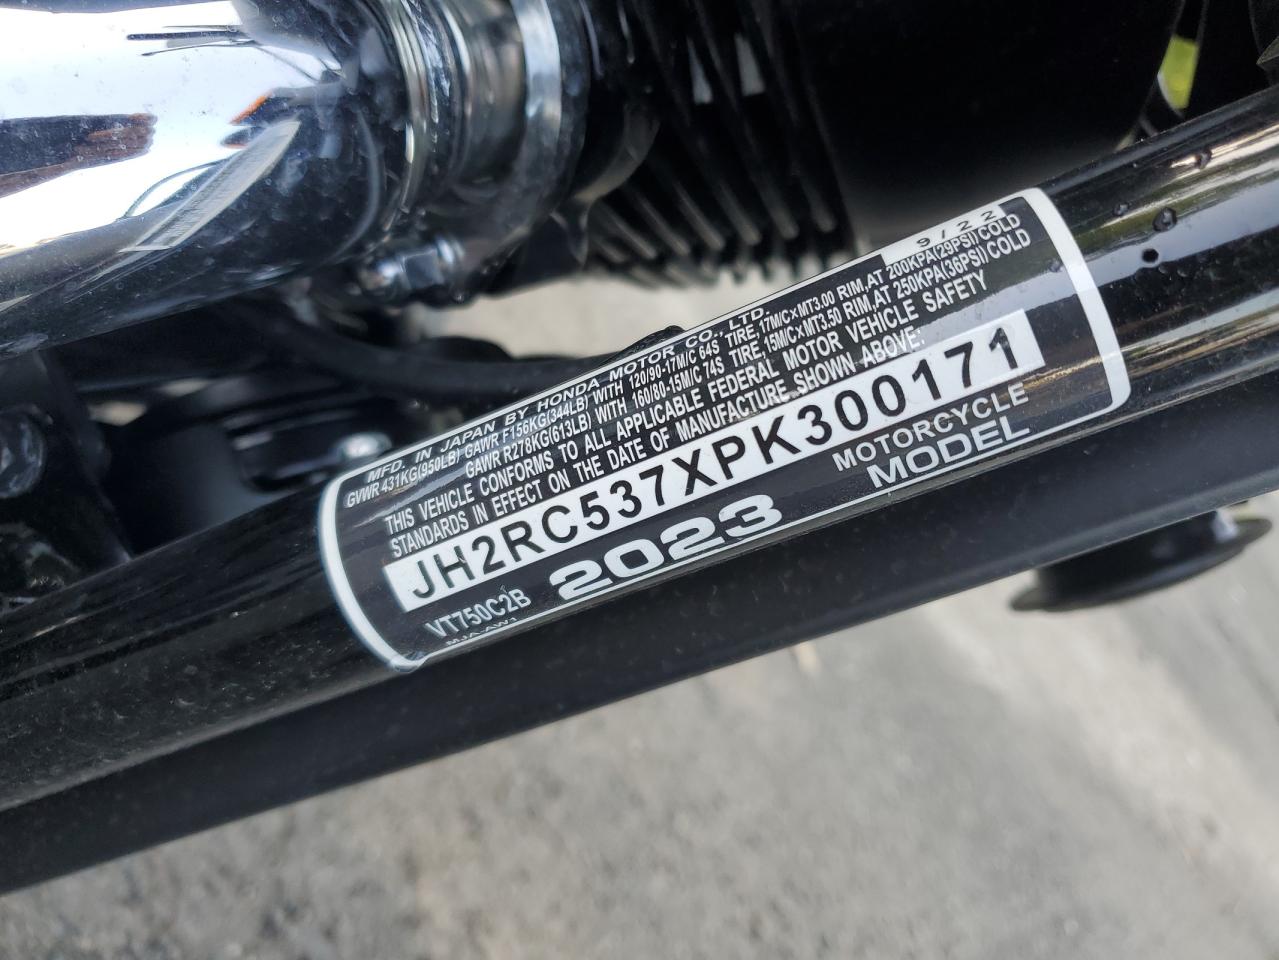 9/22
MFD. IN JAPAN BY HONDA MOTOR CO., LTD.
GVWR 431KG(950LB) GAWR F156KG(344LB) WITH 120/90-17M/C 64S TIRE, 17M/C×MT3.00 RIM, AT 200KPA(29PSI) COLD
GAWR R278KG(613LB) WITH 160/80-15M/C 74S TIRE, 15M/C×MT3.50 RIM, AT 250KPA(36PSI) COLD
THIS VEHICLE CONFORMS TO ALL APPLICABLE FEDERAL MOTOR VEHICLE SAFETY
STANDARDS IN EFFECT ON THE DATE OF MANUFACTURE SHOWN ABOVE:
JH2RC537XPK300171
VT750C2B
2023
MOTORCYCLE
MODEL
MJA-AW1